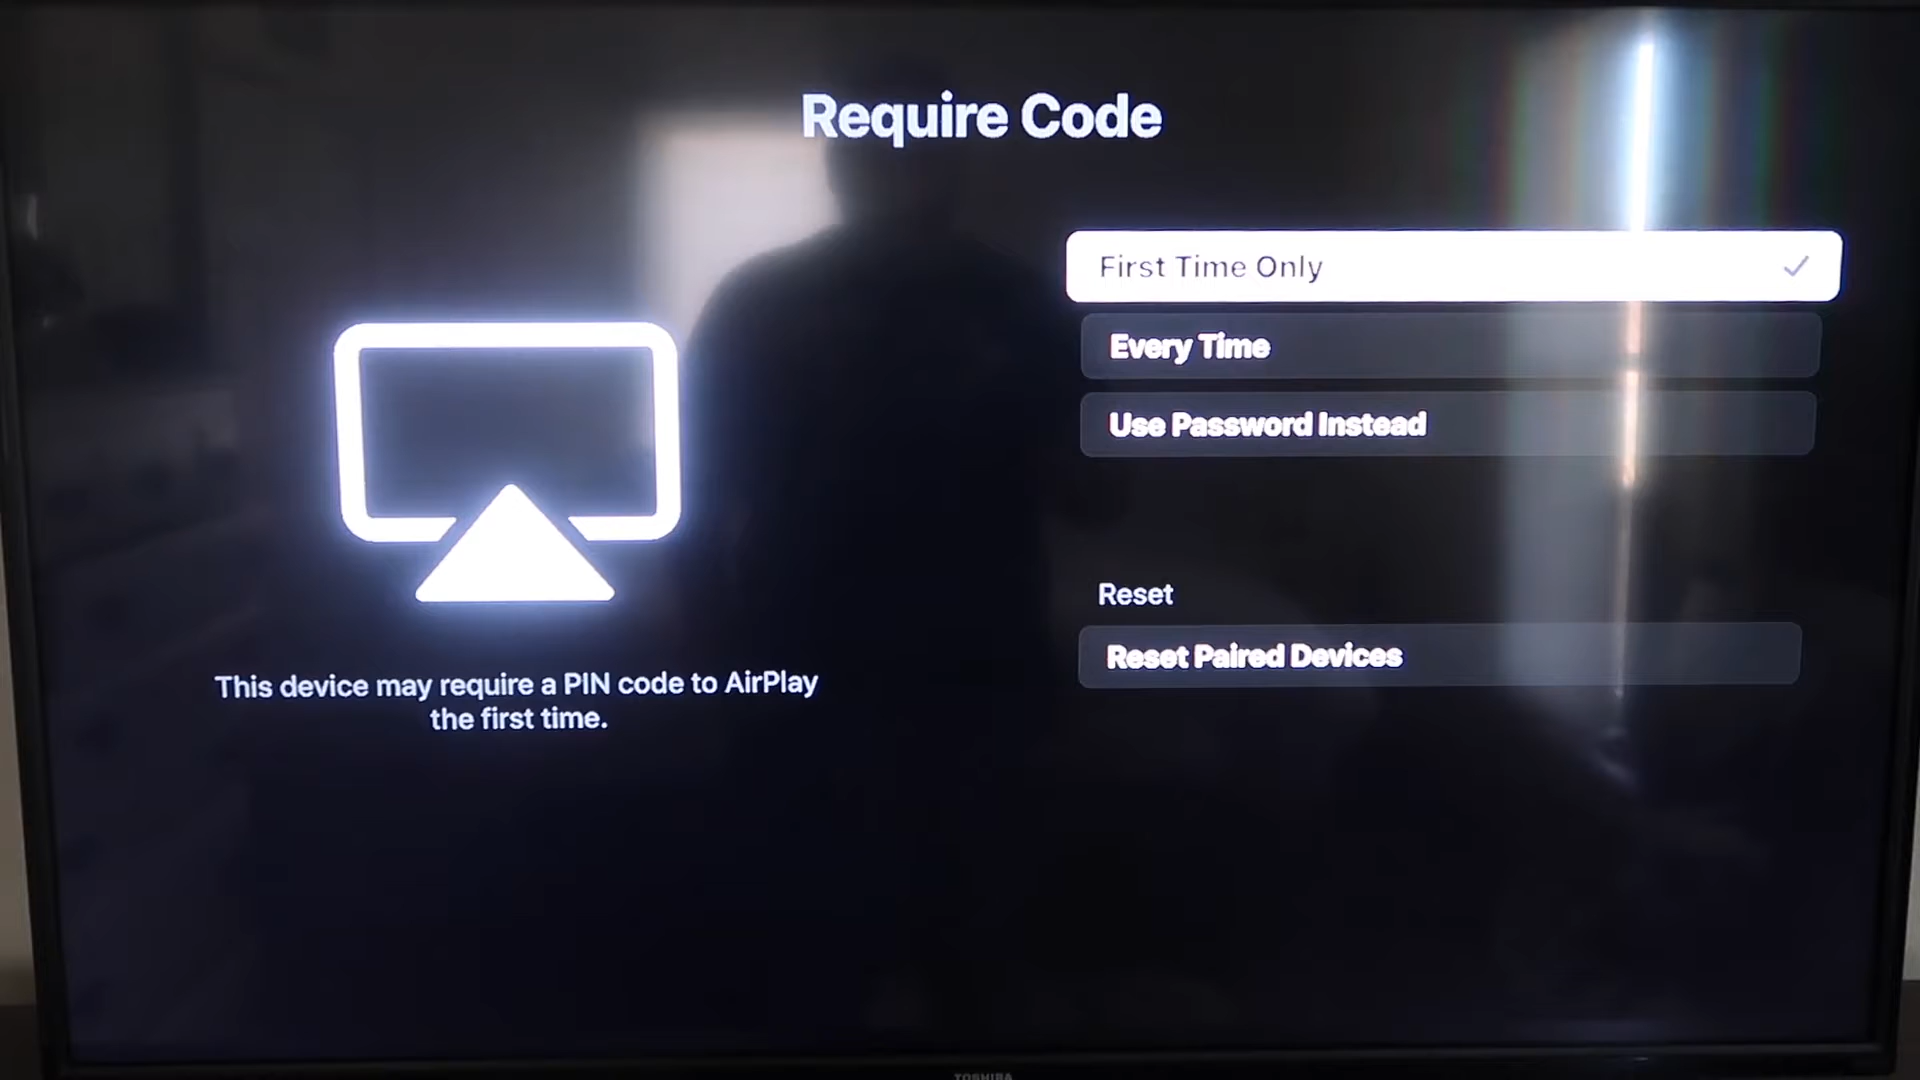 Require Code
First Time Only
Every Time
Use Password Instead
Reset
Reset Paired Devices
This device may require a PIN code to AirPlay
the first time.
TOSHIBA